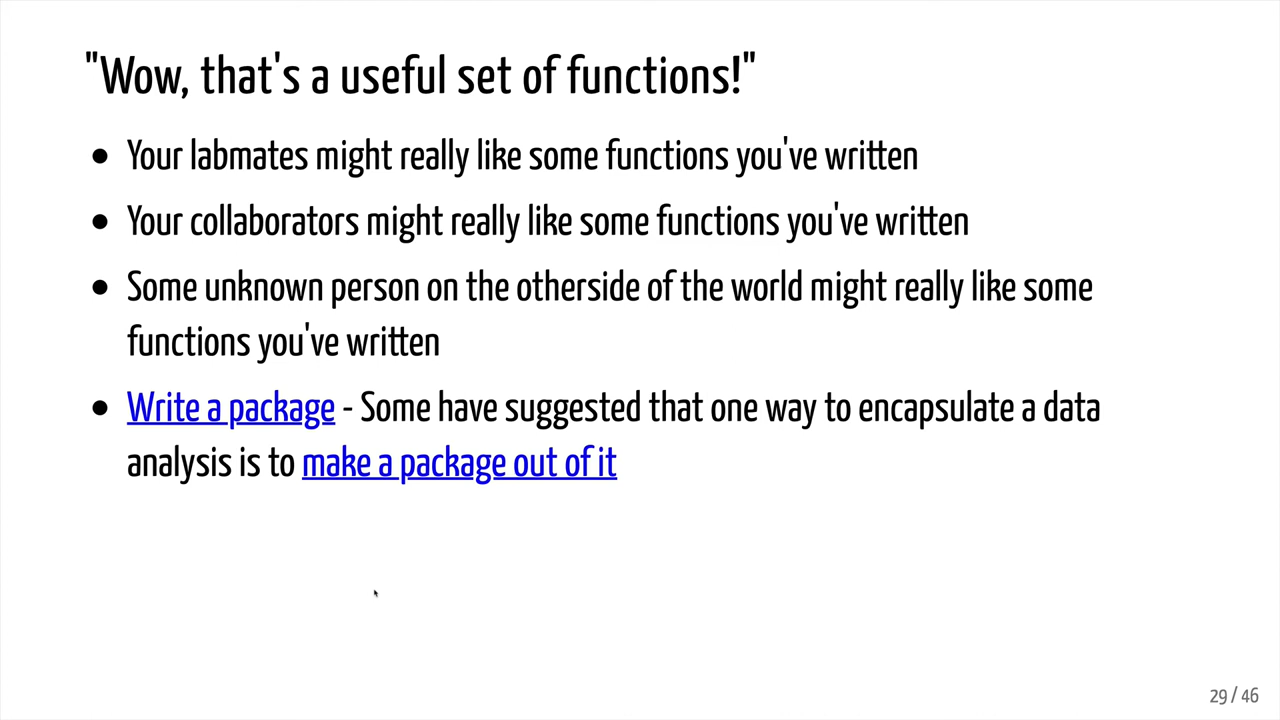 "Wow, that's a useful set of functions!"
• Your labmates might really like some functions you've written
• Your collaborators might really like some functions you've written
• Some unknown person on the otherside of the world might really like some
functions you've written
• Write a package - Some have suggested that one way to encapsulate a data
analysis is to make a package out of it
29 / 46